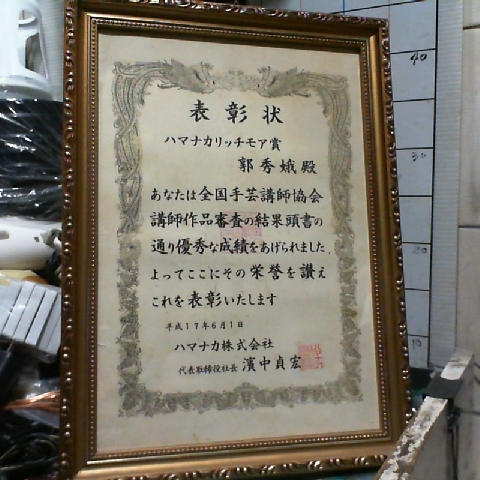 表彰状
ハマナカリッチモア賞
郭秀娥殿
あなたは全国手芸講師協会
講師作品審査の結果頭書の
通り優秀な成績をあげられました
よってここにその栄誉を讃え
これを表彰いたします
平成17年6月1日
ハマナカ株式会社
代表取締役社長 濱中貞宏
40
30
20
10